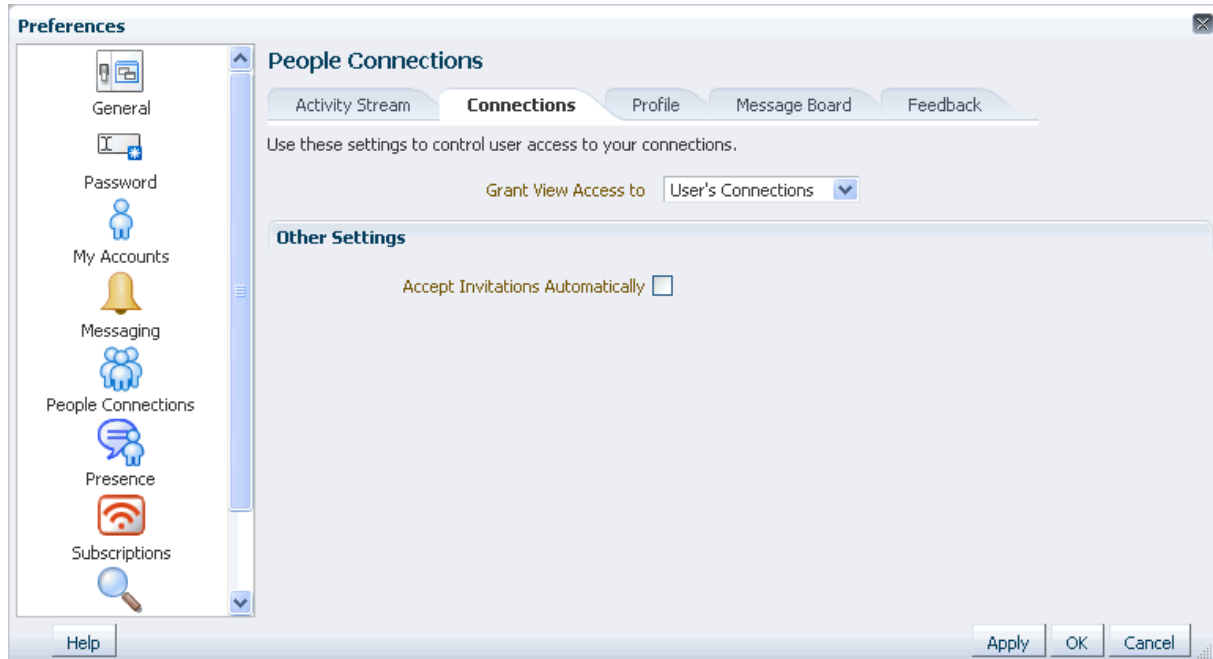 Preferences
General
Password
My Accounts
Messaging
People Connections
Presence
Subscriptions
People Connections
Activity Stream
Connections
Profile
Message Board
Feedback
Use these settings to control user access to your connections.
Grant View Access to User's Connections
Other Settings
Accept Invitations Automatically
Help
Apply
OK
Cancel